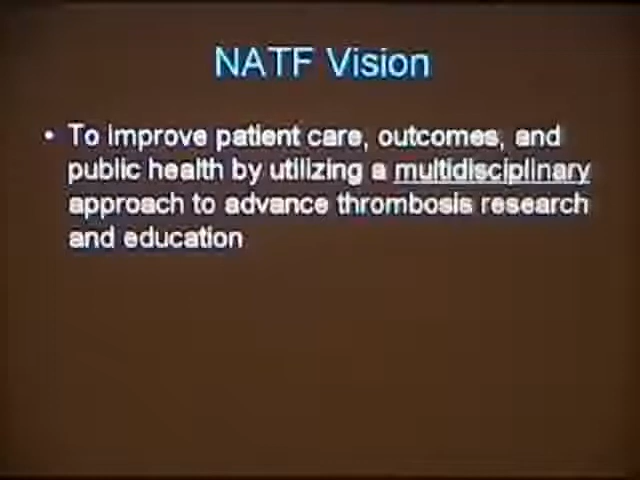 NATF Vision
• To improve patient care, outcomes, and
public health by utilizing a multidisciplinary
approach to advance thrombosis research
and education